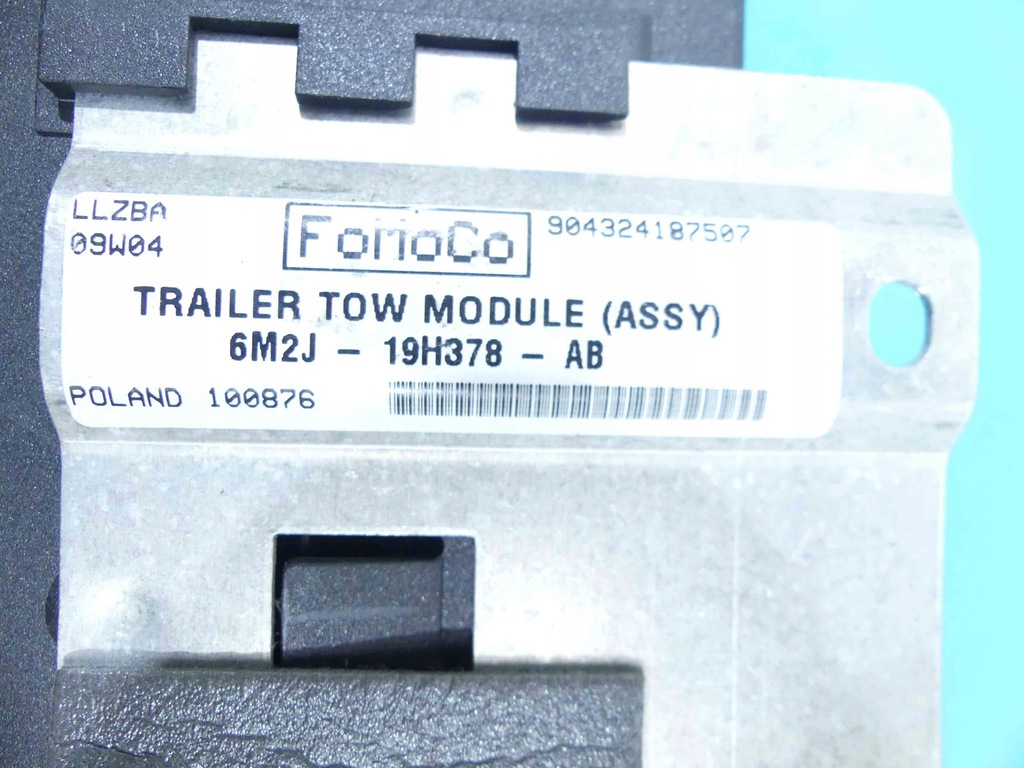 LLZBA
09W04
FoMoCo
904324187507
TRAILER TOW MODULE (ASSY)
6M2J - 19H378 - AB
POLAND 100876